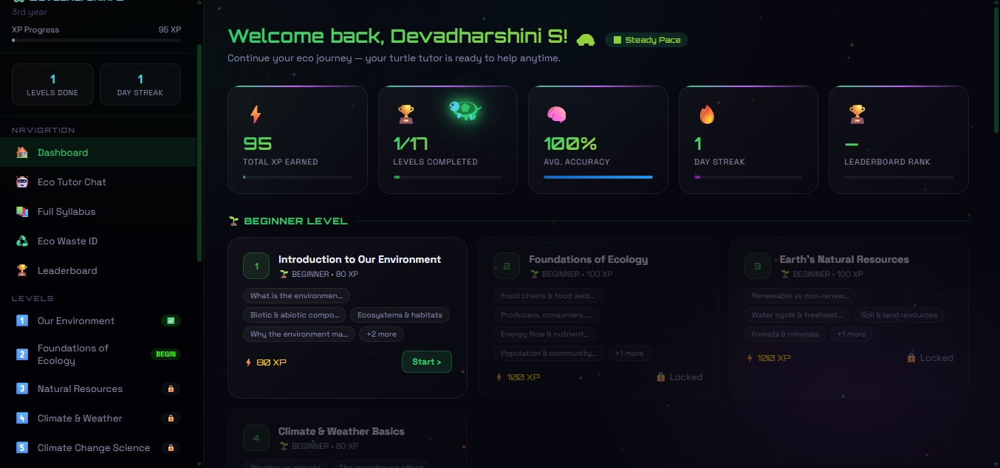 3rd year
XP Progress 95 XP
1 1
LEVELS DONE DAY STREAK
NAVIGATION
Dashboard
Eco Tutor Chat
Full Syllabus
Eco Waste ID
Leaderboard
LEVELS
1 Our Environment
2 Foundations of Ecology BEGIN
3 Natural Resources
4 Climate & Weather
5 Climate Change Science
Welcome back, Devadharshini S! Steady Pace
Continue your eco journey — your turtle tutor is ready to help anytime.
95
TOTAL XP EARNED
1/17
LEVELS COMPLETED
100%
AVG. ACCURACY
1
DAY STREAK
—
LEADERBOARD RANK
BEGINNER LEVEL
1 Introduction to Our Environment
BEGINNER • 80 XP
What is the environmen...
Biotic & abiotic compo... Ecosystems & habitats
Why the environment ma... +2 more
80 XP Start >
2 Foundations of Ecology
BEGINNER • 100 XP
Food chains & food web...
Producers, consumers, ...
Energy flow & nutrient...
Population & community... +1 more
100 XP Locked
3 Earth's Natural Resources
BEGINNER • 100 XP
Renewable vs non-renew...
Water cycle & freshwat... Soil & land resources
Forests & minerals +1 more
100 XP Locked
4 Climate & Weather Basics
BEGINNER • 80 XP
Weather vs climate The greenhouse effect